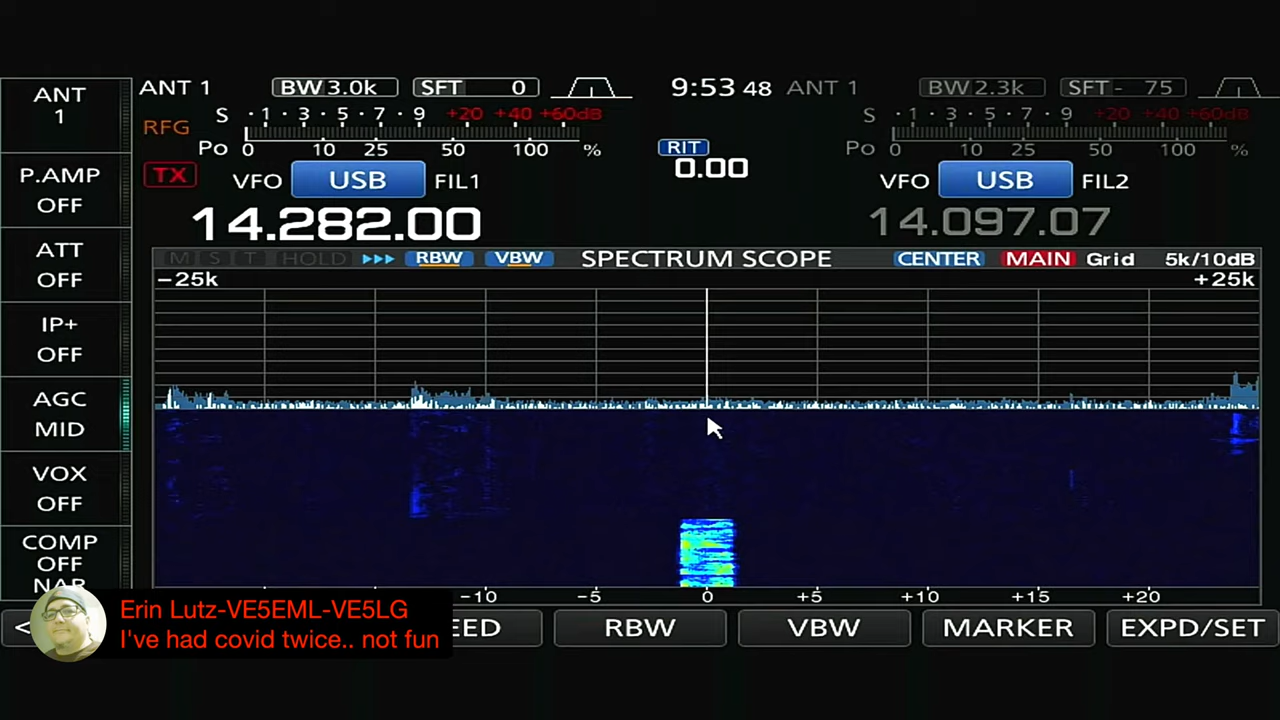 ANT 1 BW 3.0k SFT 0 9:53 48 ANT 1 BW 2.3k SFT - 75
ANT
1
RFG S 1 3 5 7 9 +20 +40 +60dB
S 1 3 5 7 9 +20 +40 +60dB
Po 0 10 25 50 100 %
RIT
0.00
Po 0 10 25 50 100 %
P.AMP
OFF
TX VFO USB FIL1
VFO USB FIL2
14.282.00
14.097.07
ATT
OFF
M S T HOLD RBW VBW SPECTRUM SCOPE CENTER MAIN Grid 5k/10dB
-25k +25k
IP+
OFF
AGC
MID
VOX
OFF
COMP
OFF
NAR
-10 -5 0 +5 +10 +15 +20
< EED RBW VBW MARKER EXPD/SET
Erin Lutz-VE5EML-VE5LG
I've had covid twice.. not fun